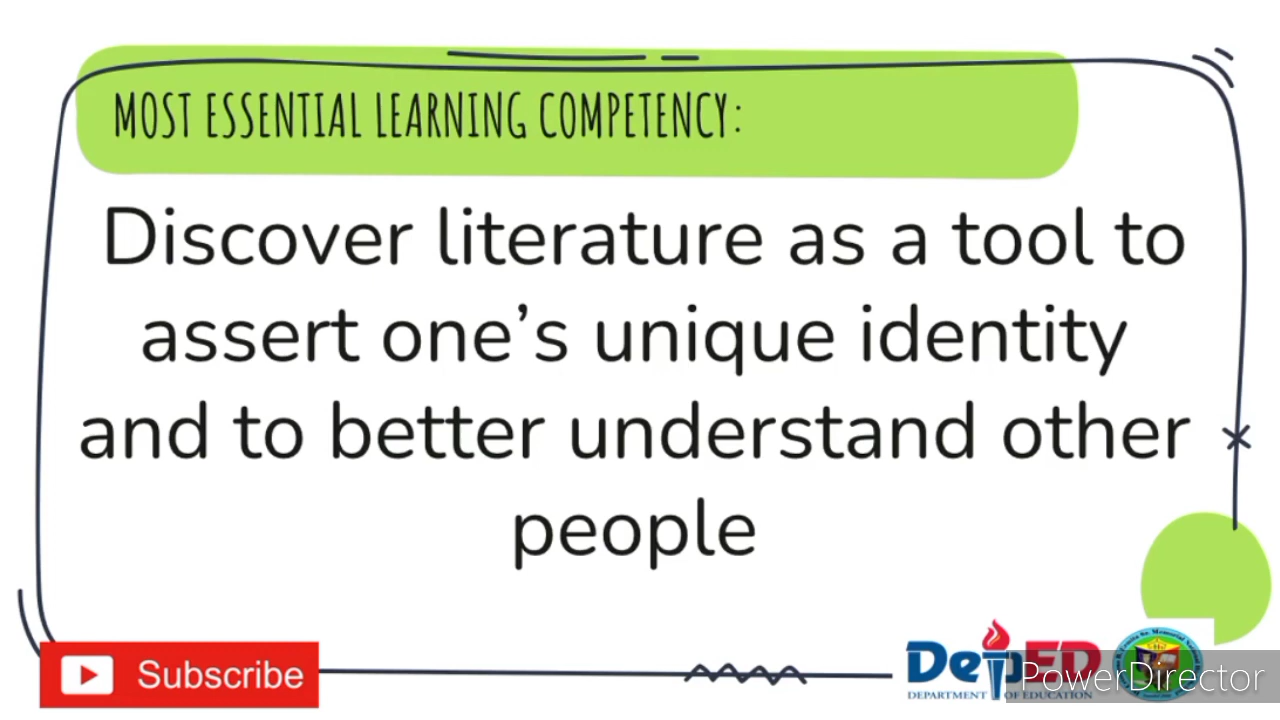 MOST ESSENTIAL LEARNING COMPETENCY:
Discover literature as a tool to
assert one’s unique identity
and to better understand other
people
Subscribe
DepED
DEPARTMENT OF EDUCATION
PowerDirector